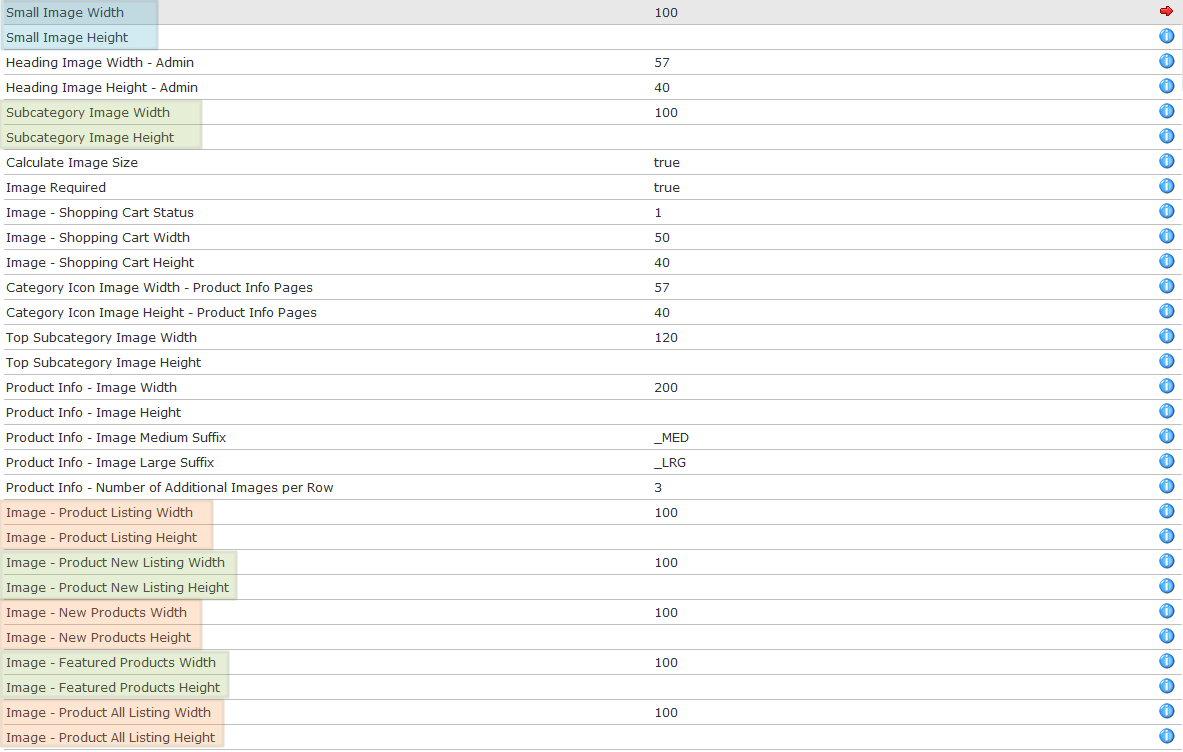 Small Image Width 100
Small Image Height
Heading Image Width - Admin 57
Heading Image Height - Admin 40
Subcategory Image Width 100
Subcategory Image Height
Calculate Image Size true
Image Required true
Image - Shopping Cart Status 1
Image - Shopping Cart Width 50
Image - Shopping Cart Height 40
Category Icon Image Width - Product Info Pages 57
Category Icon Image Height - Product Info Pages 40
Top Subcategory Image Width 120
Top Subcategory Image Height
Product Info - Image Width 200
Product Info - Image Height
Product Info - Image Medium Suffix _MED
Product Info - Image Large Suffix _LRG
Product Info - Number of Additional Images per Row 3
Image - Product Listing Width 100
Image - Product Listing Height
Image - Product New Listing Width 100
Image - Product New Listing Height
Image - New Products Width 100
Image - New Products Height
Image - Featured Products Width 100
Image - Featured Products Height
Image - Product All Listing Width 100
Image - Product All Listing Height